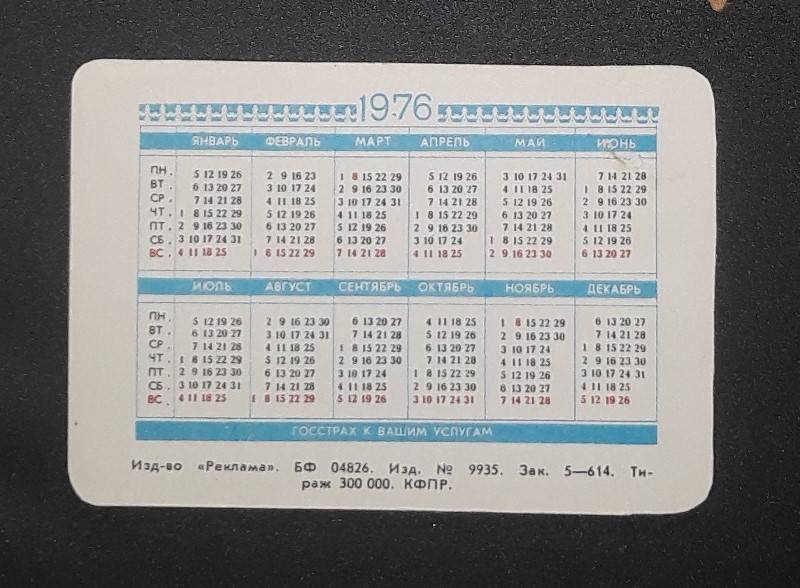 1976
ЯНВАРЬ ФЕВРАЛЬ МАРТ АПРЕЛЬ МАЙ ИЮНЬ
ПН. 5 12 19 26 2 9 16 23 1 8 15 22 29 5 12 19 26 3 10 17 24 31 7 14 21 28
ВТ. 6 13 20 27 3 10 17 24 2 9 16 23 30 6 13 20 27 4 11 18 25 1 8 15 22 29
СР. 7 14 21 28 4 11 18 25 3 10 17 24 31 7 14 21 28 5 12 19 26 2 9 16 23 30
ЧТ. 1 8 15 22 29 5 12 19 26 4 11 18 25 1 8 15 22 29 6 13 20 27 3 10 17 24
ПТ. 2 9 16 23 30 6 13 20 27 5 12 19 26 2 9 16 23 30 7 14 21 28 4 11 18 25
СБ. 3 10 17 24 31 7 14 21 28 6 13 20 27 3 10 17 24 1 8 15 22 29 5 12 19 26
ВС. 4 11 18 25 1 8 15 22 29 7 14 21 28 4 11 18 25 2 9 16 23 30 6 13 20 27
ИЮЛЬ АВГУСТ СЕНТЯБРЬ ОКТЯБРЬ НОЯБРЬ ДЕКАБРЬ
ПН. 5 12 19 26 2 9 16 23 30 6 13 20 27 4 11 18 25 1 8 15 22 29 6 13 20 27
ВТ. 6 13 20 27 3 10 17 24 31 7 14 21 28 5 12 19 26 2 9 16 23 30 7 14 21 28
СР. 7 14 21 28 4 11 18 25 1 8 15 22 29 6 13 20 27 3 10 17 24 1 8 15 22 29
ЧТ. 1 8 15 22 29 5 12 19 26 2 9 16 23 30 7 14 21 28 4 11 18 25 2 9 16 23 30
ПТ. 2 9 16 23 30 6 13 20 27 3 10 17 24 1 8 15 22 29 5 12 19 26 3 10 17 24 31
СБ. 3 10 17 24 31 7 14 21 28 4 11 18 25 2 9 16 23 30 6 13 20 27 4 11 18 25
ВС. 4 11 18 25 1 8 15 22 29 5 12 19 26 3 10 17 24 31 7 14 21 28 5 12 19 26
ГОССТРАХ К ВАШИМ УСЛУГАМ
Изд-во «Реклама». БФ 04826. Изд. № 9935. Зак. 5—614. Ти-
раж 300 000. КФПР.